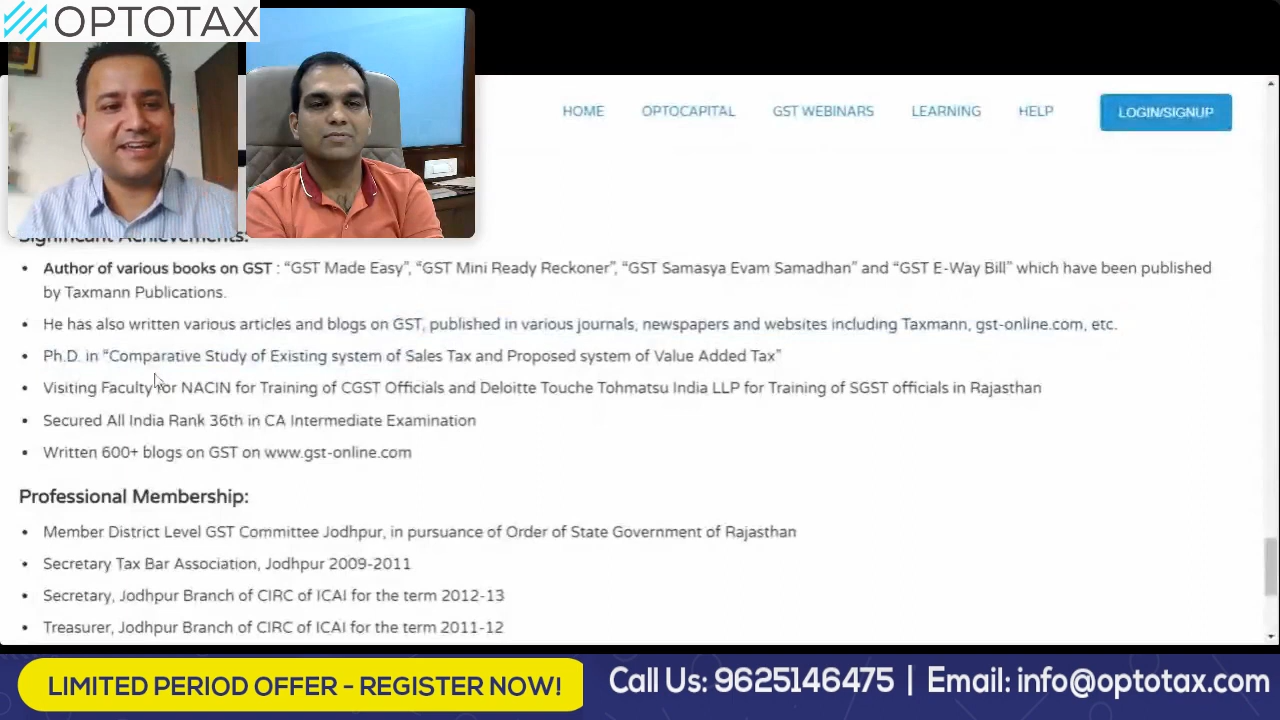 OPTOTAX
HOME OPTOCAPITAL GST WEBINARS LEARNING HELP LOGIN/SIGNUP
Significant Achievements:
• Author of various books on GST : “GST Made Easy”, “GST Mini Ready Reckoner”, “GST Samasya Evam Samadhan” and “GST E-Way Bill” which have been published
by Taxmann Publications.
• He has also written various articles and blogs on GST, published in various journals, newspapers and websites including Taxmann, gst-online.com, etc.
• Ph.D. in “Comparative Study of Existing system of Sales Tax and Proposed system of Value Added Tax”
• Visiting Faculty for NACIN for Training of CGST Officials and Deloitte Touche Tohmatsu India LLP for Training of SGST officials in Rajasthan
• Secured All India Rank 36th in CA Intermediate Examination
• Written 600+ blogs on GST on www.gst-online.com
Professional Membership:
• Member District Level GST Committee Jodhpur, in pursuance of Order of State Government of Rajasthan
• Secretary Tax Bar Association, Jodhpur 2009-2011
• Secretary, Jodhpur Branch of CIRC of ICAI for the term 2012-13
• Treasurer, Jodhpur Branch of CIRC of ICAI for the term 2011-12
LIMITED PERIOD OFFER - REGISTER NOW!
Call Us: 9625146475 | Email: info@optotax.com